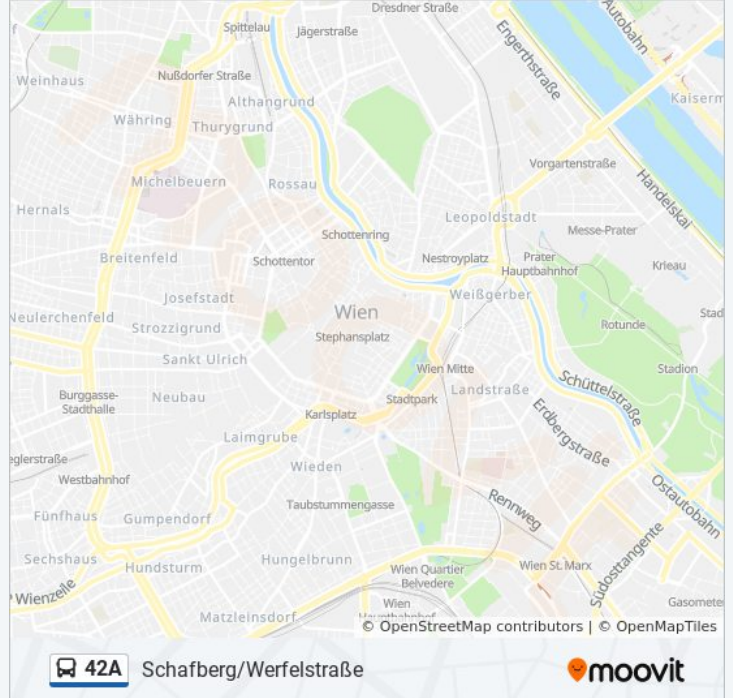 Dresdner Straße
Spittelau
Jägerstraße
Engerthstraße
Autobahn
f
Weinhaus
Nußdorfer Straße
Althangrund
Kaiserm
Währing
Thurygrund
Vorgartenstraße
Michelbeuern
Rossau
Handelskai
Hernals
Leopoldstadt
Messe-Prater
Schottenring
Breitenfeld
Schottentor
Nestroyplatz
Prater
Hauptbahnhof
Krieau
Josefstadt
Weißgerber
Neulerchenfeld
Wien
Stad
Strozzigrund
Rotunde
Stephansplatz
Sankt Ulrich
Wien Mitte
Stadion
Schüttelstraße
Burggasse-
Stadthalle
Neubau
Landstraße
Stadtpark
Karlsplatz
Erdbergstraße
Laimgrube
eglerstraße
Wieden
Westbahnhof
Ostautobahn
Rennweg
Taubstummengasse
Fünfhaus
Gumpendorf
Südosttangente
Sechshaus
Hundsturm
Hungelbrunn
Wien Quartier
Belvedere
Wien St. Marx
Wienzeile
Wien
Gasomete
Matzleinsdorf
© OpenStreetMap contributors | © OpenMapTiles
42A Schafberg/Werfelstraße
moovit